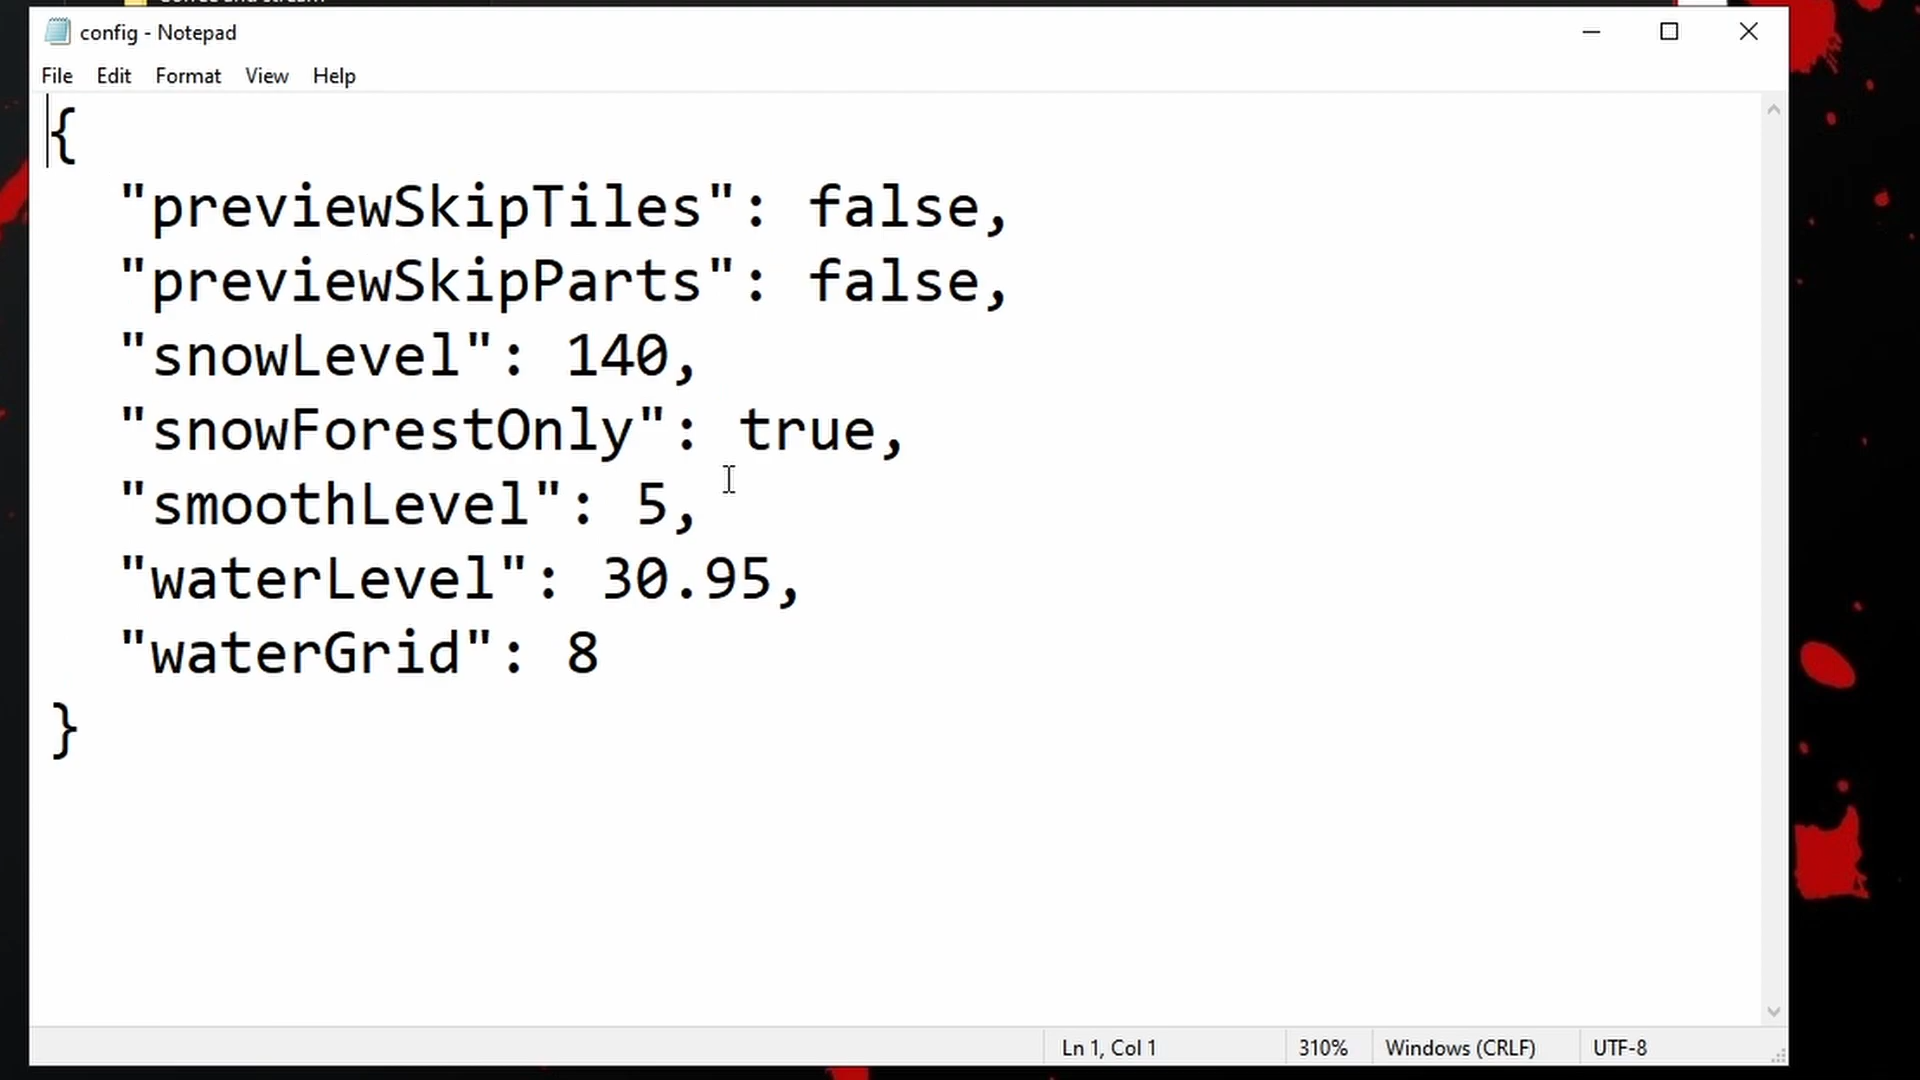 config - Notepad
File Edit Format View Help
{
"previewSkipTiles": false,
"previewSkipParts": false,
"snowLevel": 140,
"snowForestOnly": true,
"smoothLevel": 5,
"waterLevel": 30.95,
"waterGrid": 8
}
Ln 1, Col 1 310% Windows (CRLF) UTF-8